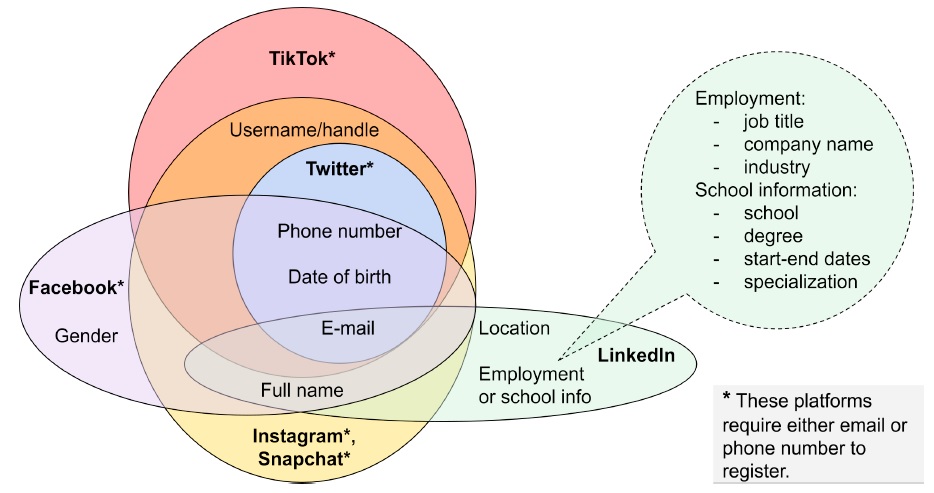 TikTok*
Username/handle
Twitter*
Phone number
Date of birth
Facebook*
Gender
E-mail
Full name
Location
LinkedIn
Employment
or school info
Instagram*,
Snapchat*
Employment:
- job title
- company name
- industry
School information:
- school
- degree
- start-end dates
- specialization
* These platforms
require either email or
phone number to
register.